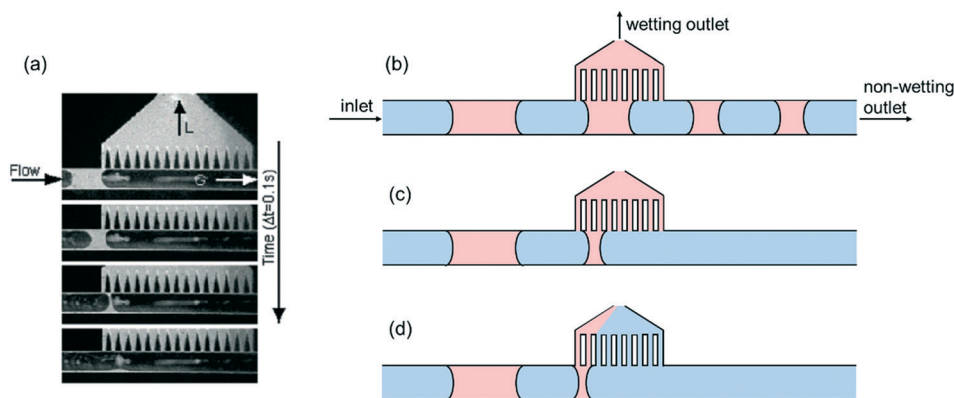 (a)
L
Flow
G
Time (Δt=0.1s)
(b)
wetting outlet
inlet
non-wetting
outlet
(c)
(d)